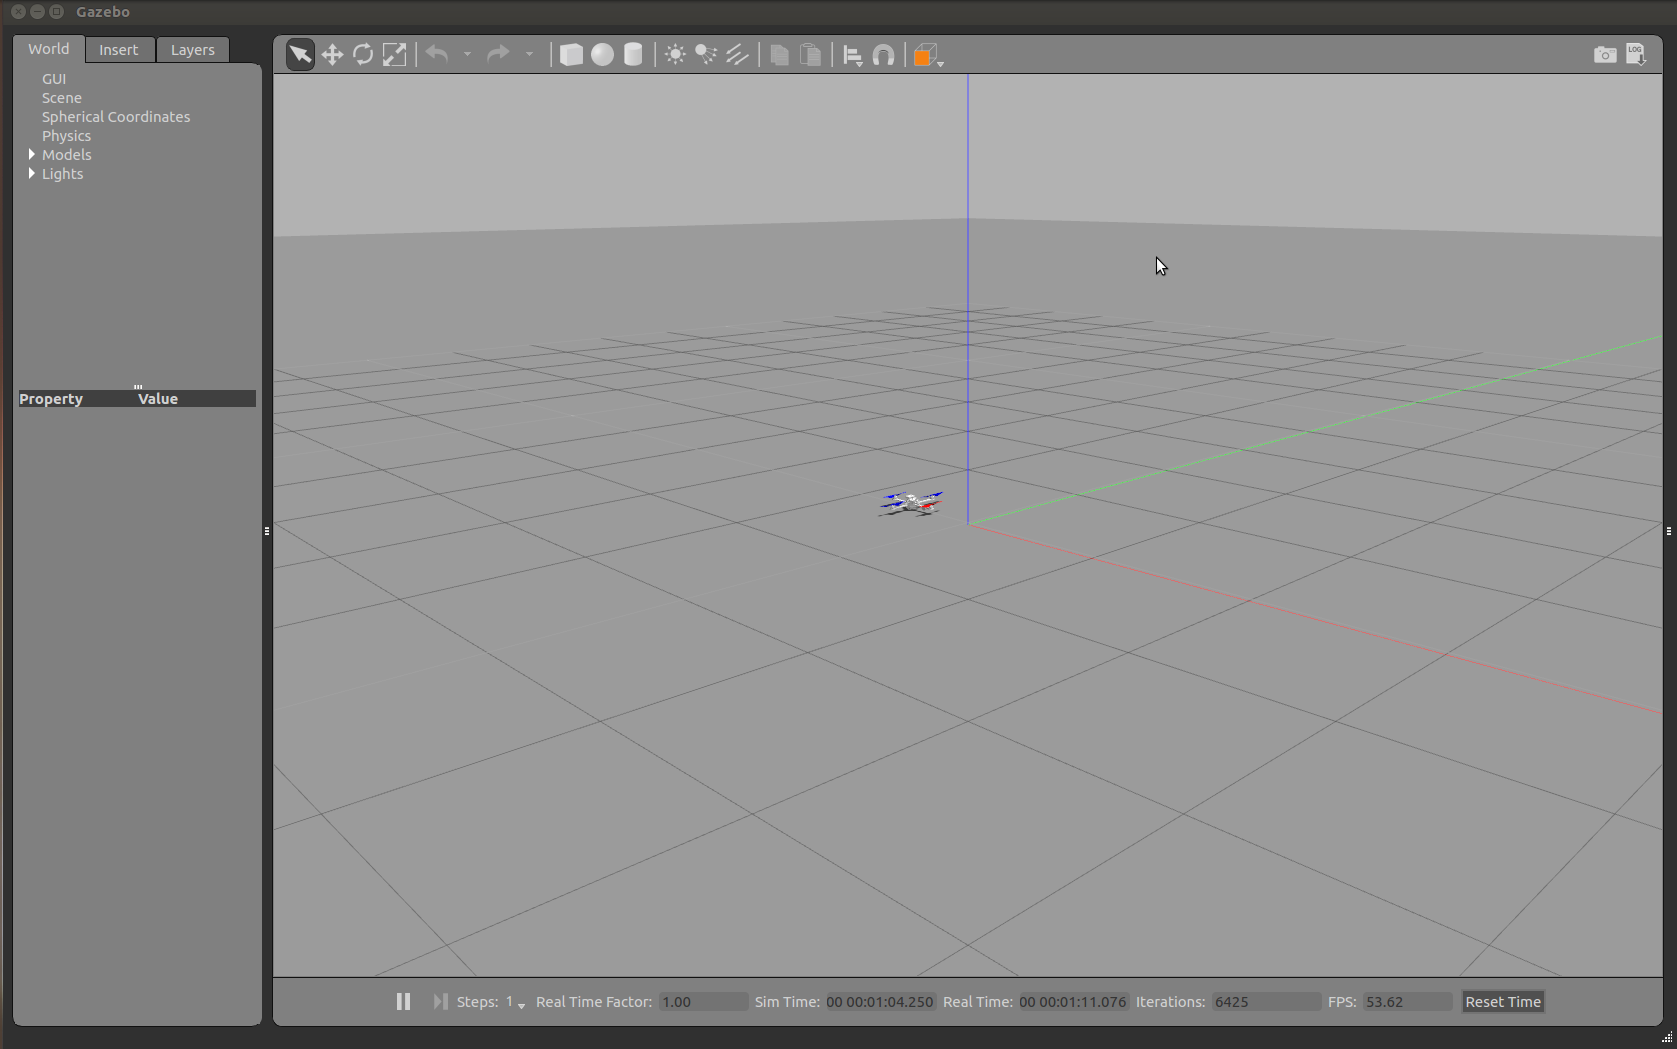 Gazebo
World Insert Layers
LOG
GUI
Scene
Spherical Coordinates
Physics
Models
Lights
Property Value
Steps: 1 Real Time Factor: 1.00 Sim Time: 00 00:01:04.250 Real Time: 00 00:01:11.076 Iterations: 6425 FPS: 53.62 Reset Time